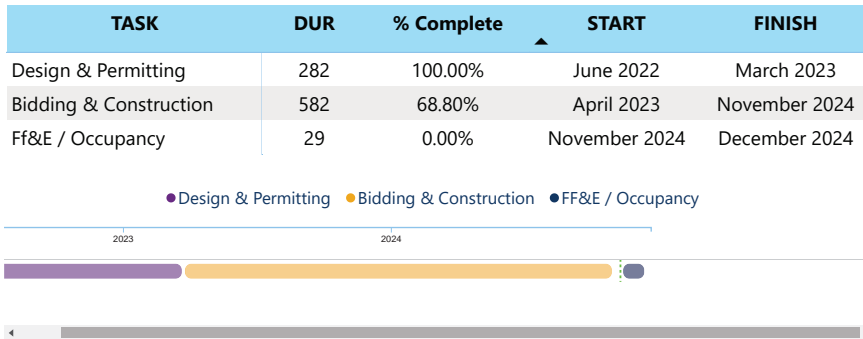 TASK DUR % Complete START FINISH
Design & Permitting 282 100.00% June 2022 March 2023
Bidding & Construction 582 68.80% April 2023 November 2024
Ff&E / Occupancy 29 0.00% November 2024 December 2024
Design & Permitting Bidding & Construction FF&E / Occupancy
2023 2024